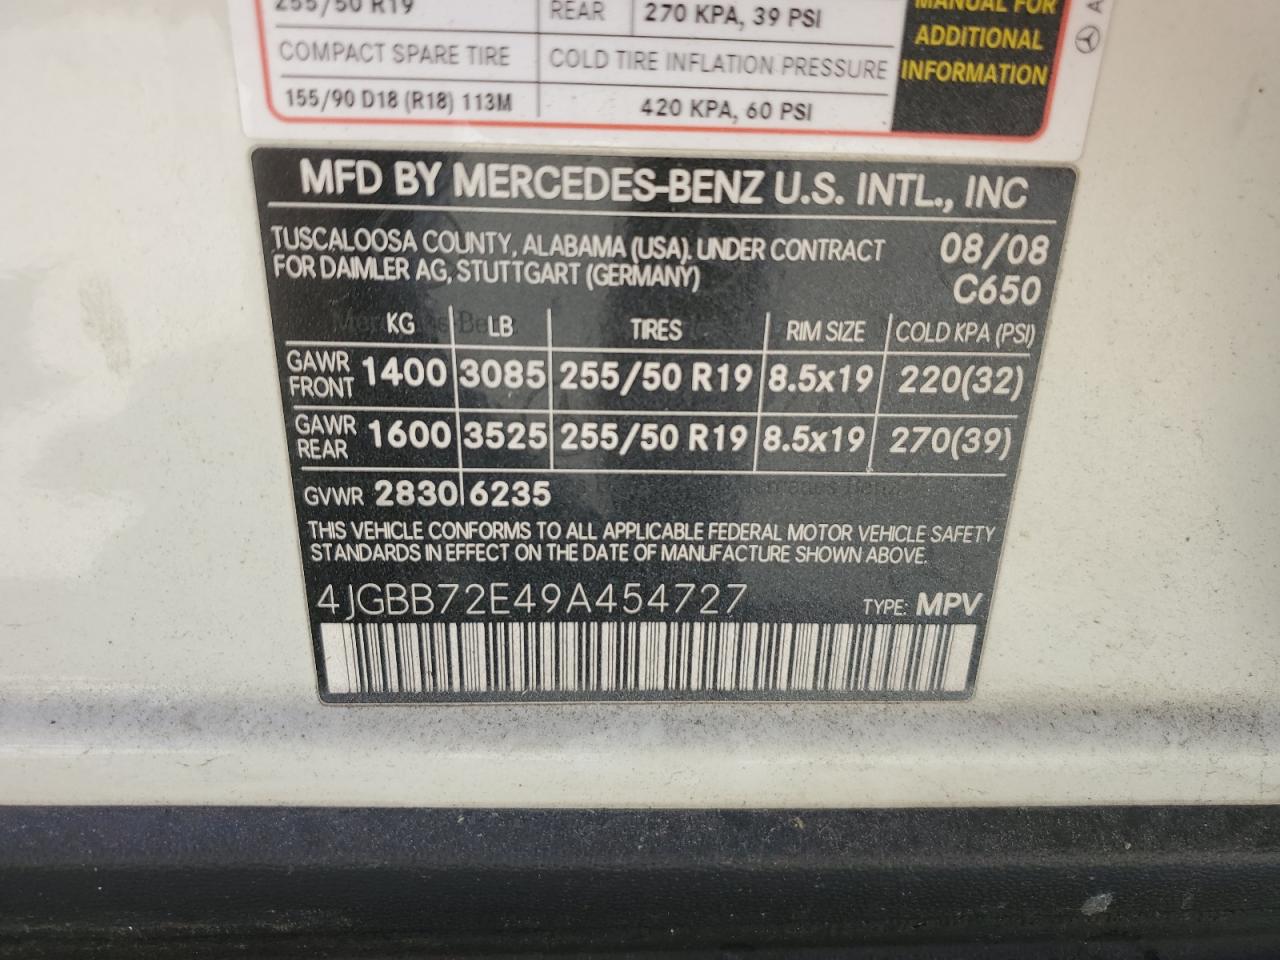 255/50 R19 REAR 270 KPA, 39 PSI
MANUAL FOR
ADDITIONAL
INFORMATION
COMPACT SPARE TIRE COLD TIRE INFLATION PRESSURE
155/90 D18 (R18) 113M 420 KPA, 60 PSI
A
MFD BY MERCEDES-BENZ U.S. INTL., INC
TUSCALOOSA COUNTY, ALABAMA (USA). UNDER CONTRACT 08/08
FOR DAIMLER AG, STUTTGART (GERMANY) C650
KG LB TIRES RIM SIZE COLD KPA (PSI)
GAWR FRONT 1400 3085 255/50 R19 8.5x19 220(32)
GAWR REAR 1600 3525 255/50 R19 8.5x19 270(39)
GVWR 2830 6235
THIS VEHICLE CONFORMS TO ALL APPLICABLE FEDERAL MOTOR VEHICLE SAFETY
STANDARDS IN EFFECT ON THE DATE OF MANUFACTURE SHOWN ABOVE.
4JGBB72E49A454727 TYPE: MPV